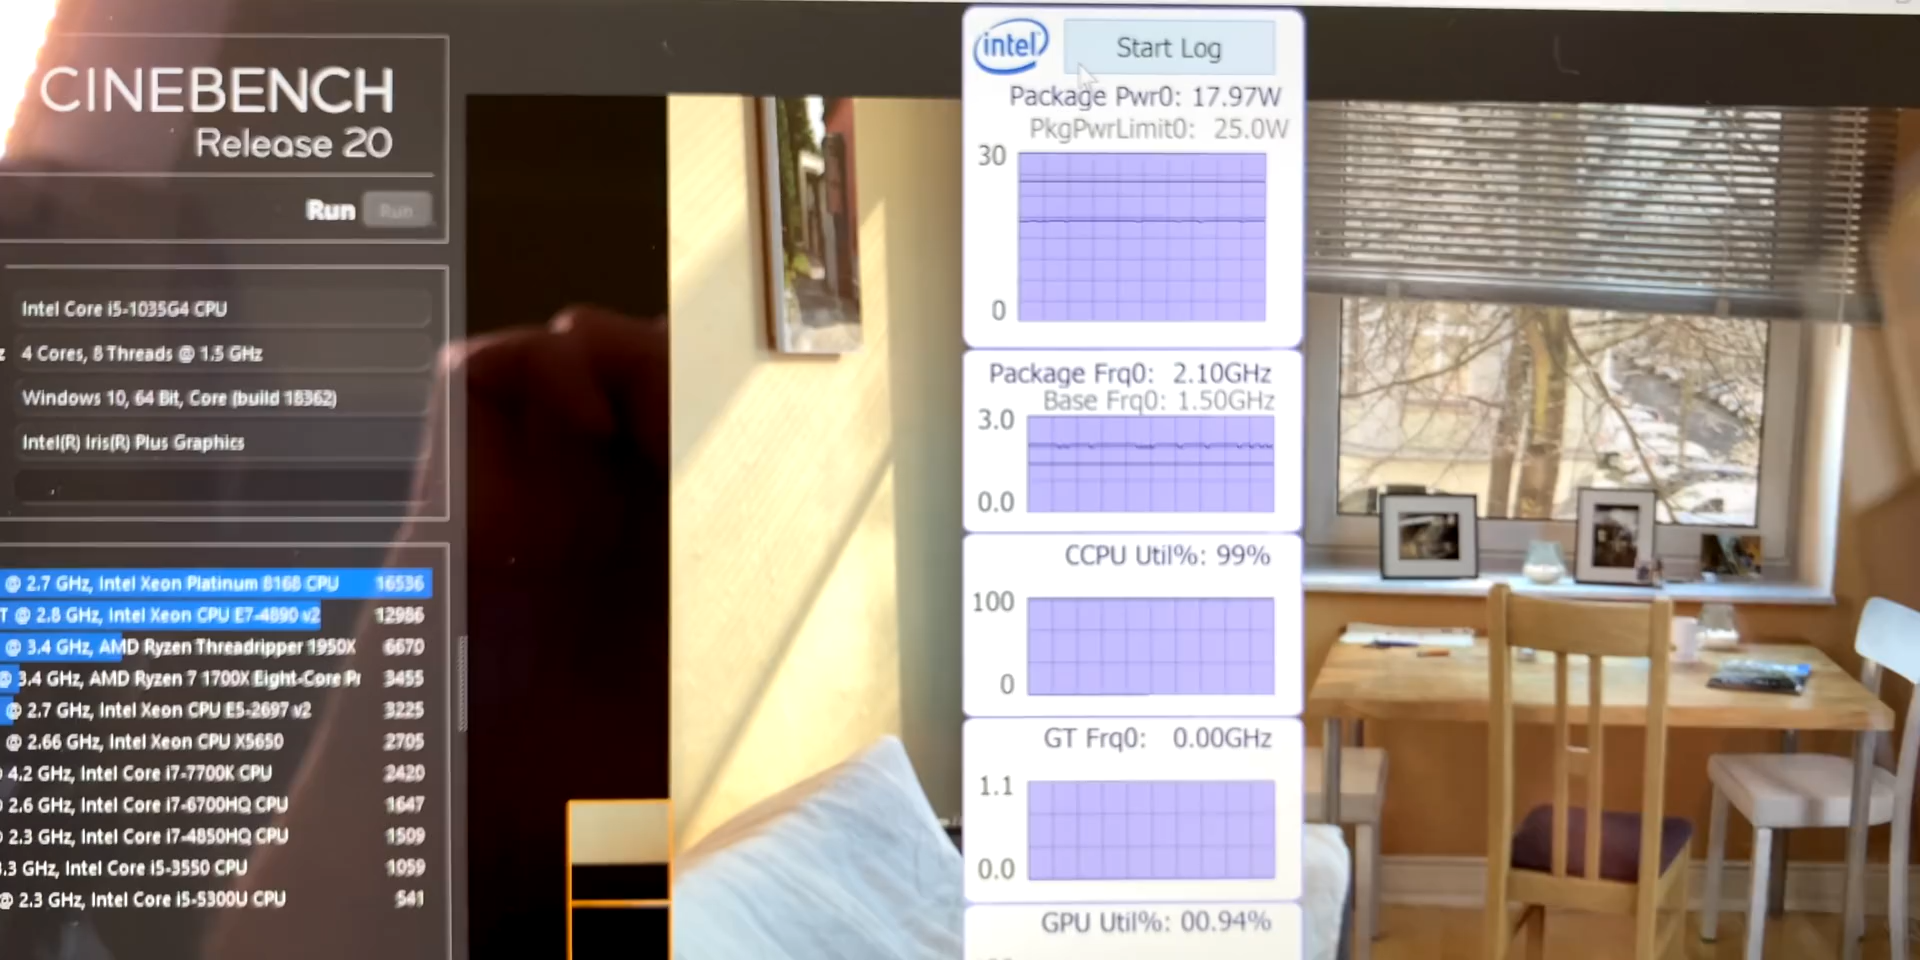 CINEBENCH
Release 20
Run Run
Intel Core i5-1035G4 CPU
z 4 Cores, 8 Threads @ 1.5 GHz
Windows 10, 64 Bit, Core (build 18362)
Intel(R) Iris(R) Plus Graphics
@ 2.7 GHz, Intel Xeon Platinum 8168 CPU 16536
T @ 2.8 GHz, Intel Xeon CPU E7-4890 v2 12986
@ 3.4 GHz, AMD Ryzen Threadripper 1950X 6670
@ 3.4 GHz, AMD Ryzen 7 1700X Eight-Core Pr 3455
@ 2.7 GHz, Intel Xeon CPU E5-2697 v2 3225
@ 2.66 GHz, Intel Xeon CPU X5650 2705
4.2 GHz, Intel Core i7-7700K CPU 2420
2.6 GHz, Intel Core i7-6700HQ CPU 1647
2.3 GHz, Intel Core i7-4850HQ CPU 1509
.3 GHz, Intel Core i5-3550 CPU 1059
@ 2.3 GHz, Intel Core i5-5300U CPU 541
intel Start Log
Package Pwr0: 17.97W
PkgPwrLimit0: 25.0W
30
0
Package Frq0: 2.10GHz
Base Frq0: 1.50GHz
3.0
0.0
CCPU Util%: 99%
100
0
GT Frq0: 0.00GHz
1.1
0.0
GPU Util%: 00.94%